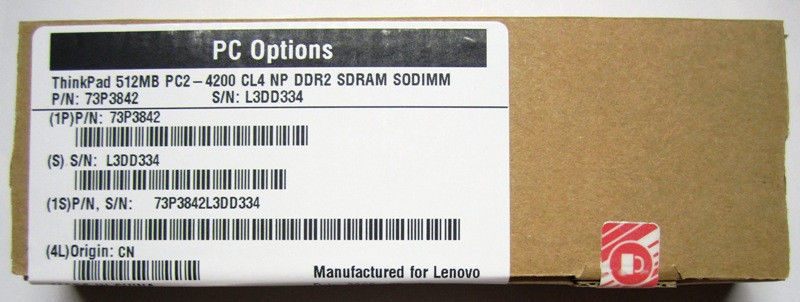 PC Options
ThinkPad 512MB PC2-4200 CL4 NP DDR2 SDRAM SODIMM
P/N: 73P3842 S/N: L3DD334
(1P)P/N: 73P3842
(S) S/N: L3DD334
(1S)P/N, S/N: 73P3842L3DD334
(4L)Origin: CN
Manufactured for Lenovo